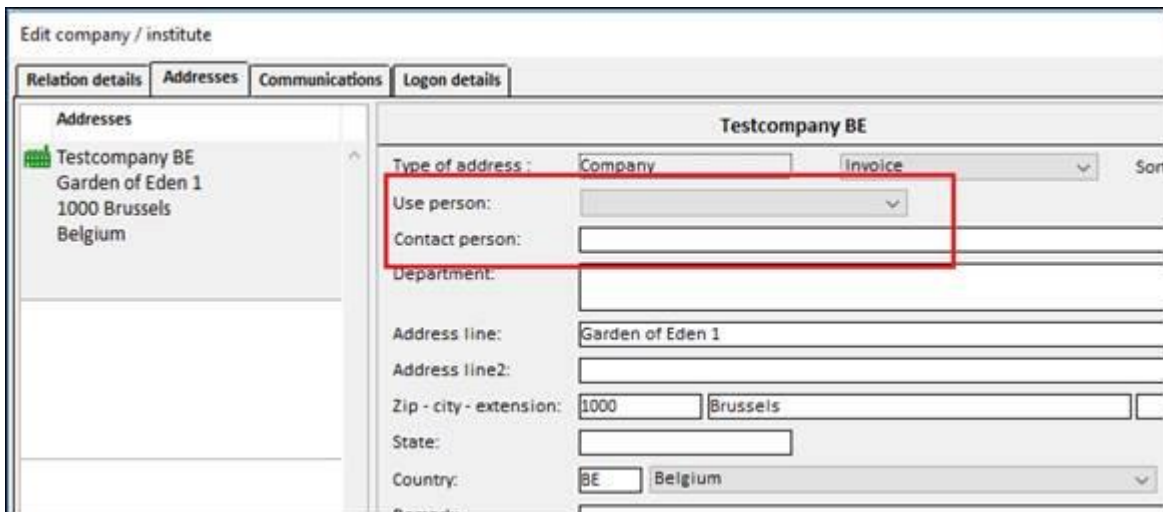 Edit company / institute
Relation details Addresses Communications Logon details
Addresses
Testcompany BE
Garden of Eden 1
1000 Brussels
Belgium
Testcompany BE
Type of address : Company Invoice
Use person:
Contact person:
Department:
Address line: Garden of Eden 1
Address line2:
Zip - city - extension: 1000 Brussels
State:
Country: BE Belgium